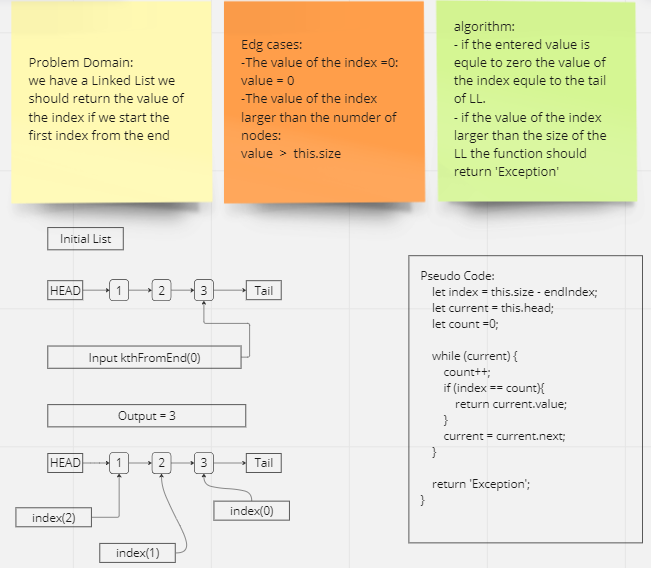 Problem Domain:
we have a Linked List we
should return the value of
the index if we start the
first index from the end
Edg cases:
-The value of the index =0:
value = 0
-The value of the index
larger than the numder of
nodes:
value  >  this.size
algorithm:
- if the entered value is
equle to zero the value of
the index equle to the tail
of LL.
- if the value of the index
larger than the size of the
LL the function should
return 'Exception'
Initial List
HEAD 1 2 3 Tail
Input kthFromEnd(0)
Output = 3
HEAD 1 2 3 Tail
index(2)
index(1)
index(0)
Pseudo Code:
let index = this.size - endIndex;
let current = this.head;
let count =0;
while (current) {
count++;
if (index == count){
return current.value;
}
current = current.next;
}
return 'Exception';
}